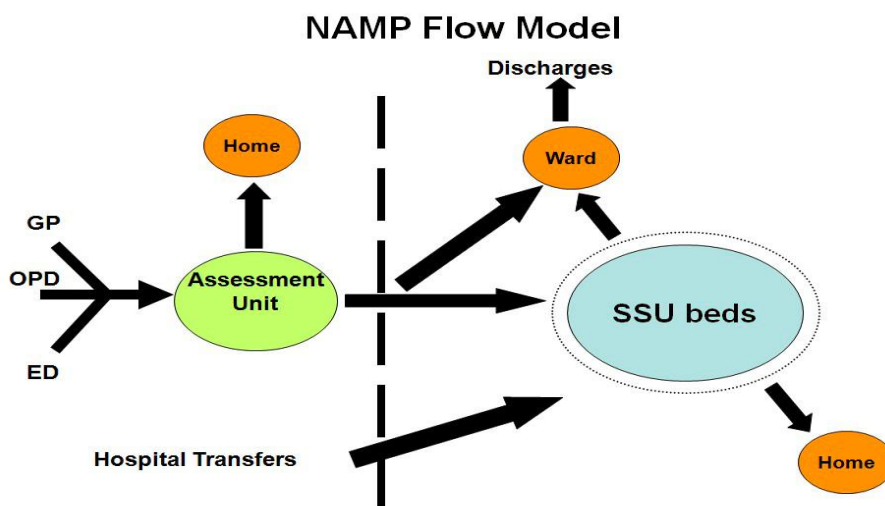 NAMP Flow Model
Discharges
Home
Ward
GP
OPD
ED
Assessment
Unit
SSU beds
Hospital Transfers
Home